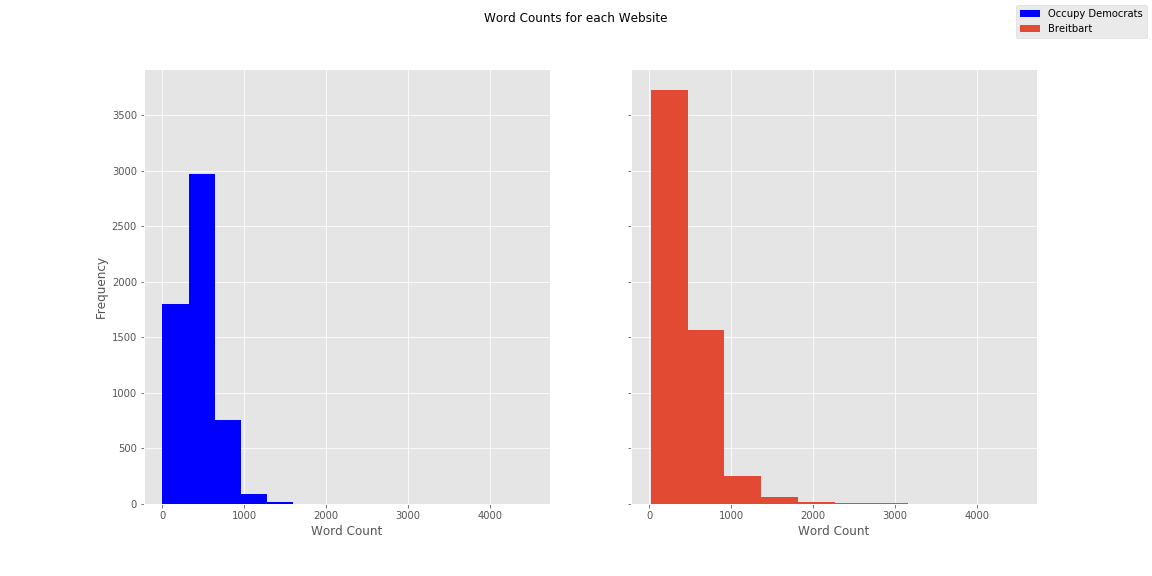 Word Counts for each Website
Occupy Democrats
Breitbart
Frequency
3500
3000
2500
2000
1500
1000
500
0
0 1000 2000 3000 4000
Word Count
0 1000 2000 3000 4000
Word Count